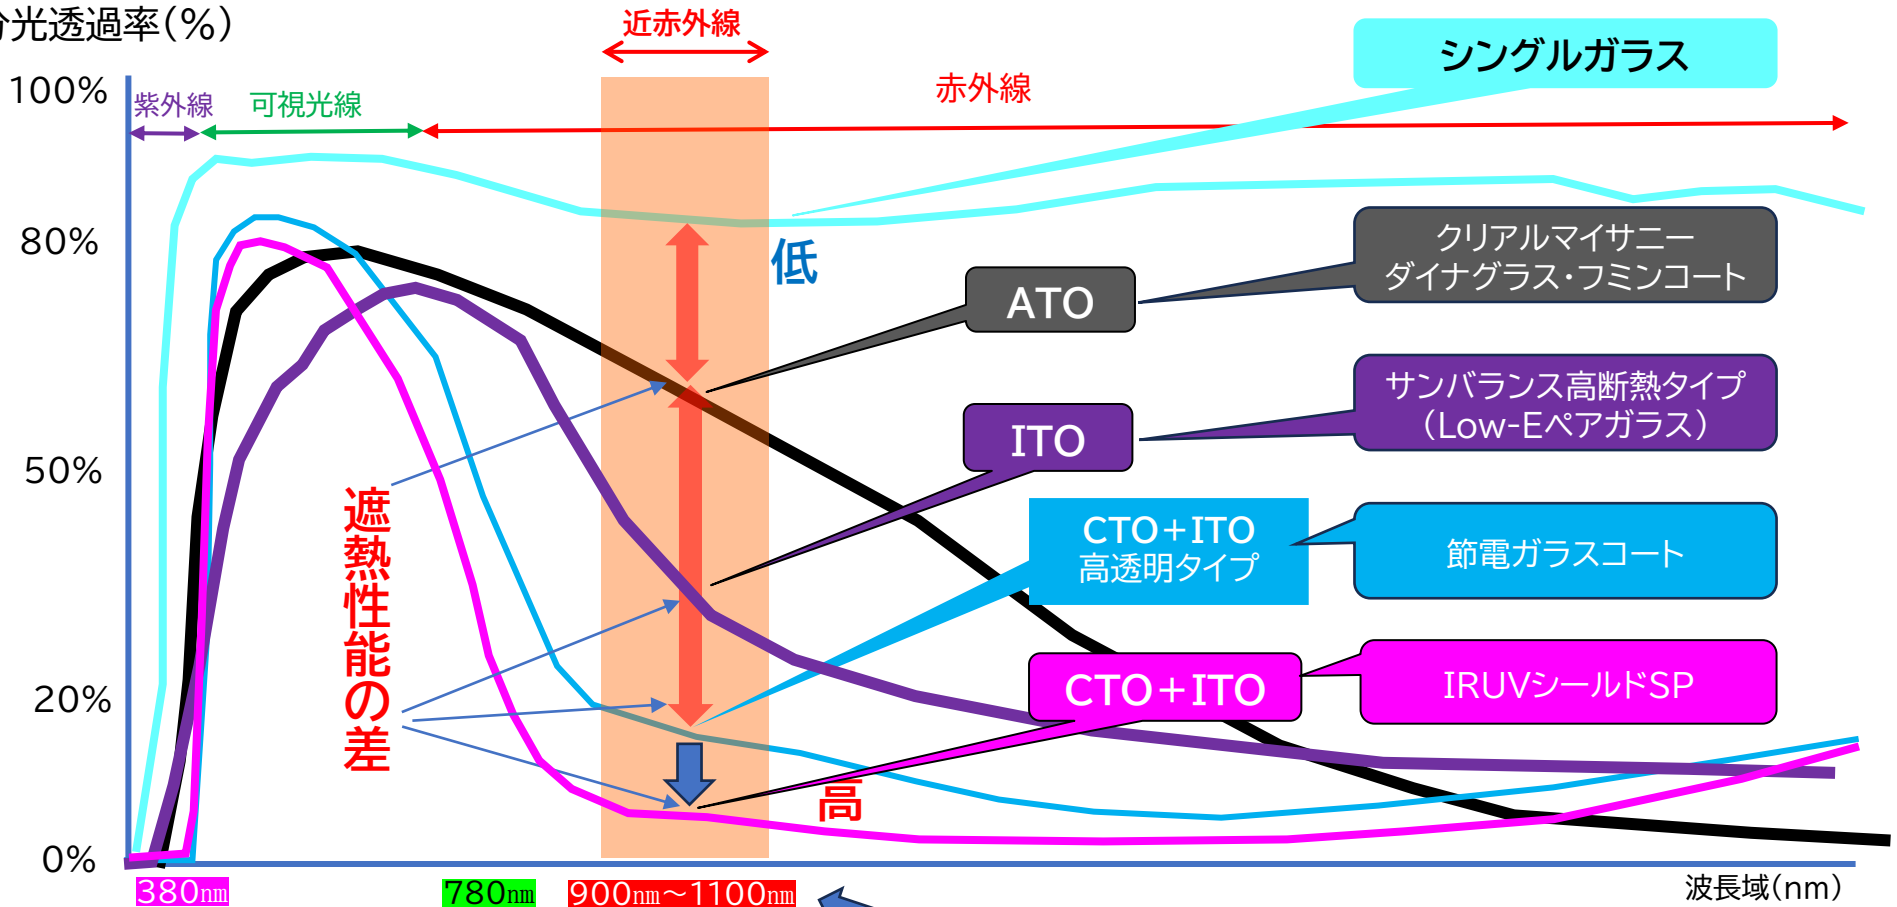 分光透過率(%)
近赤外線
シングルガラス
100%
紫外線
可視光線
赤外線
80%
低
クリアルマイサニー
ダイナグラス・フミンコート
ATO
サンバランス高断熱タイプ
(Low-Eペアガラス)
ITO
50%
遮熱性能の差
CTO+ITO
高透明タイプ
節電ガラスコート
20%
CTO+ITO
IRUVシールドSP
高
0%
380nm
780nm
900nm~1100nm
波長域(nm)